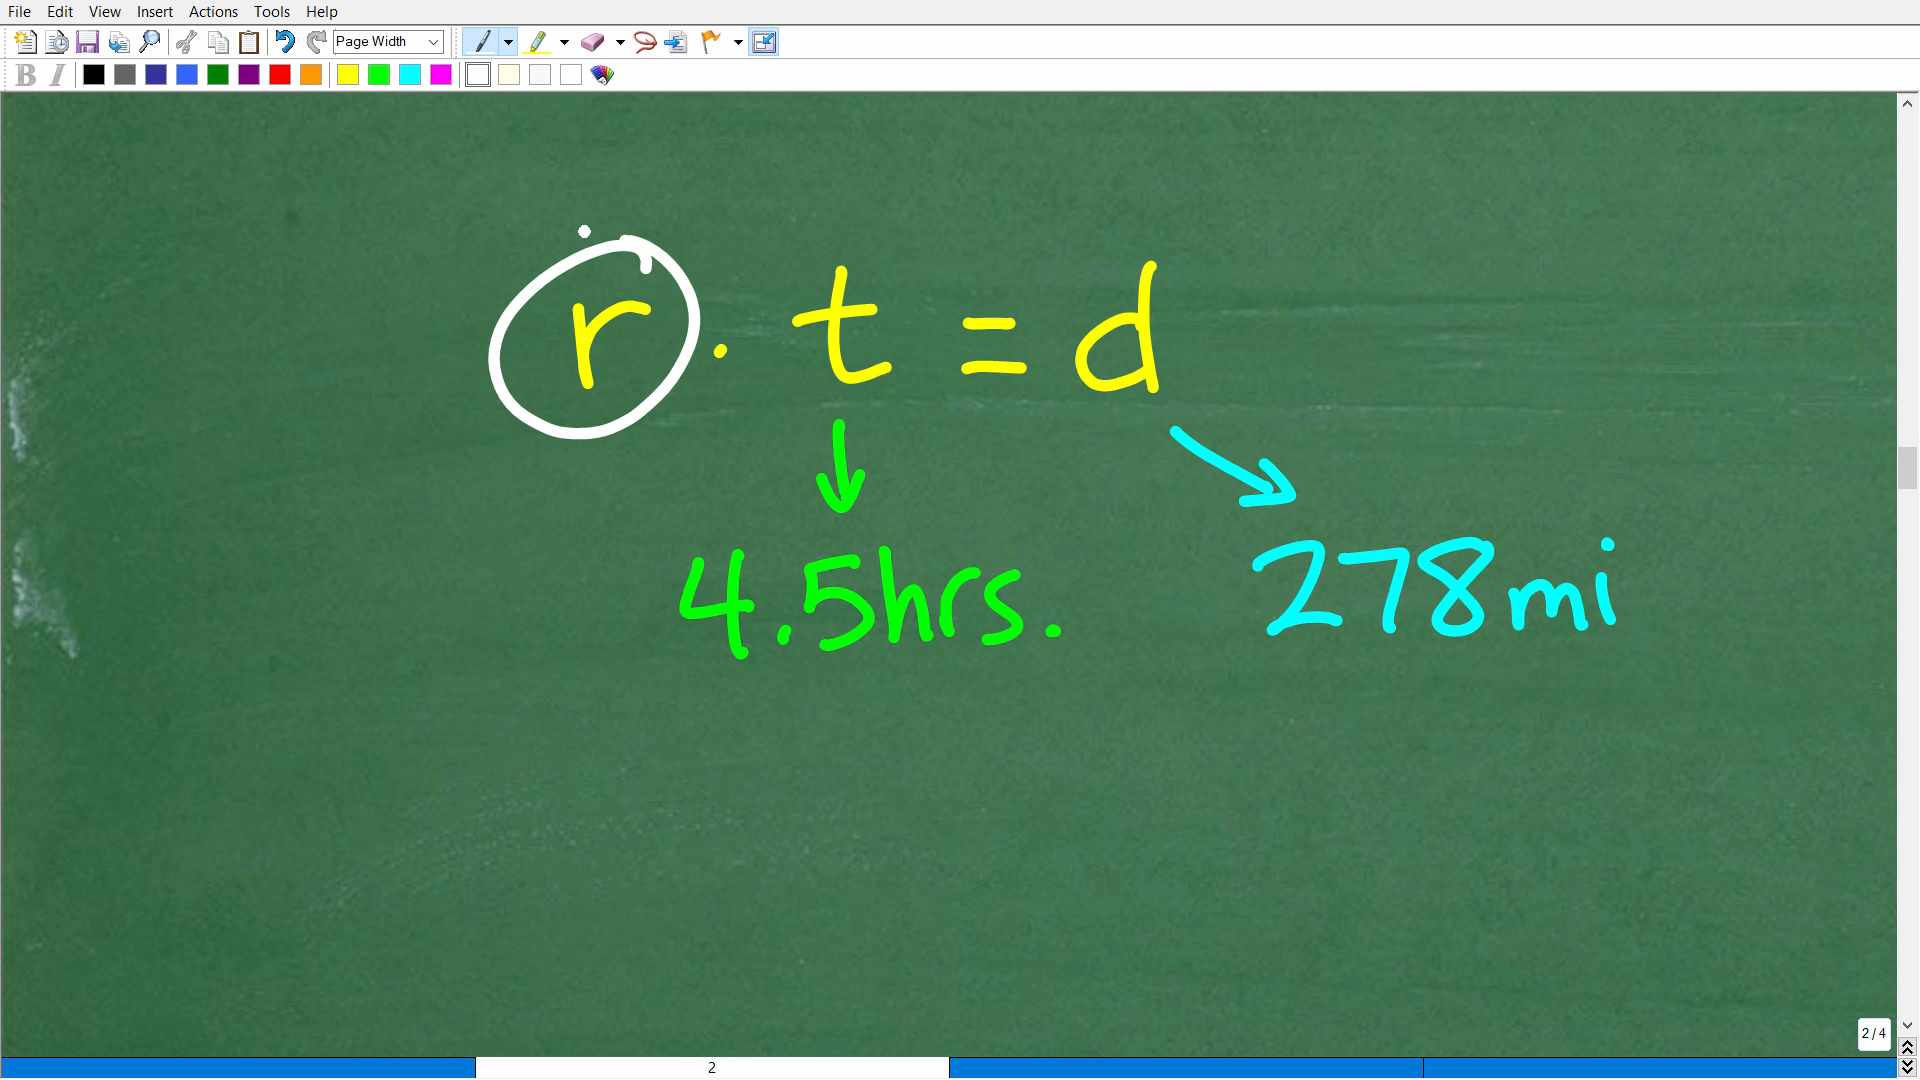 File Edit View Insert Actions Tools Help
Page Width
B I
r · t = d
4.5hrs. 278mi
2 / 4
2